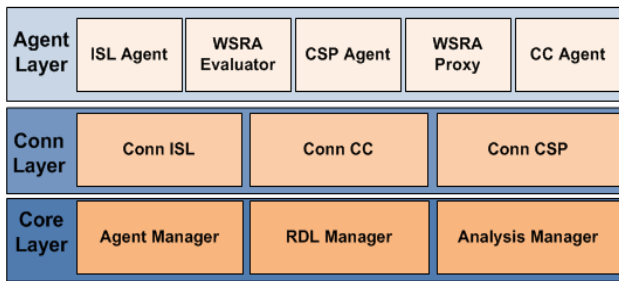 Agent
Layer
ISL Agent
WSRA
Evaluator
CSP Agent
WSRA
Proxy
CC Agent
Conn
Layer
Conn ISL
Conn CC
Conn CSP
Core
Layer
Agent Manager
RDL Manager
Analysis Manager